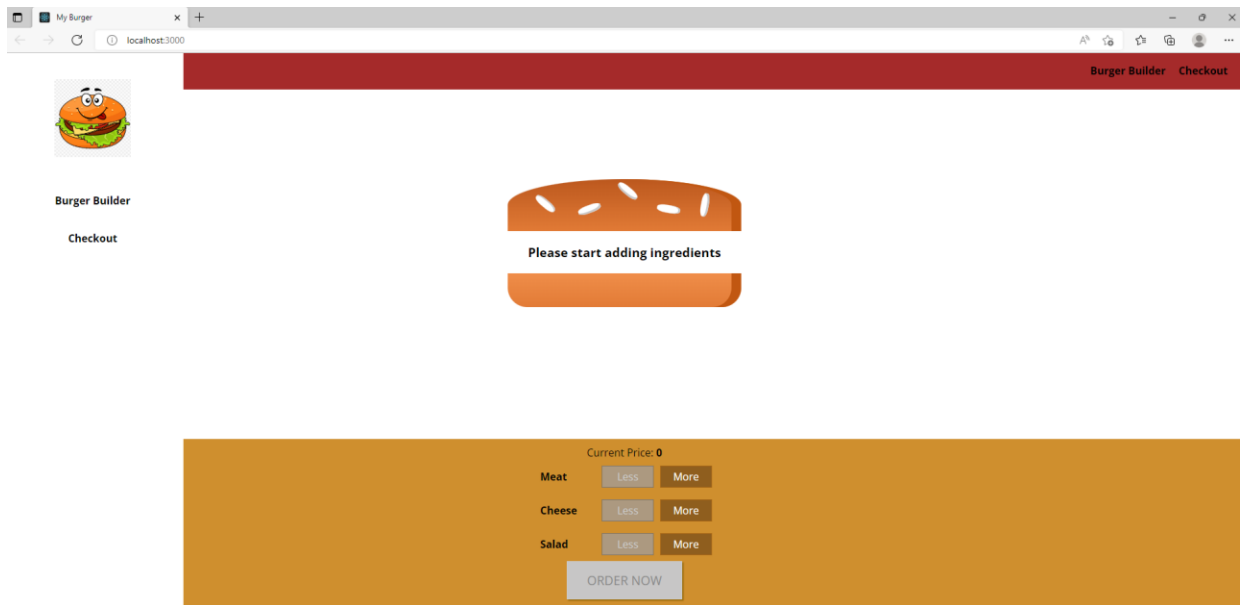 My Burger
localhost:3000
Burger Builder Checkout
Burger Builder
Checkout
Please start adding ingredients
Current Price: 0
Meat Less More
Cheese Less More
Salad Less More
ORDER NOW